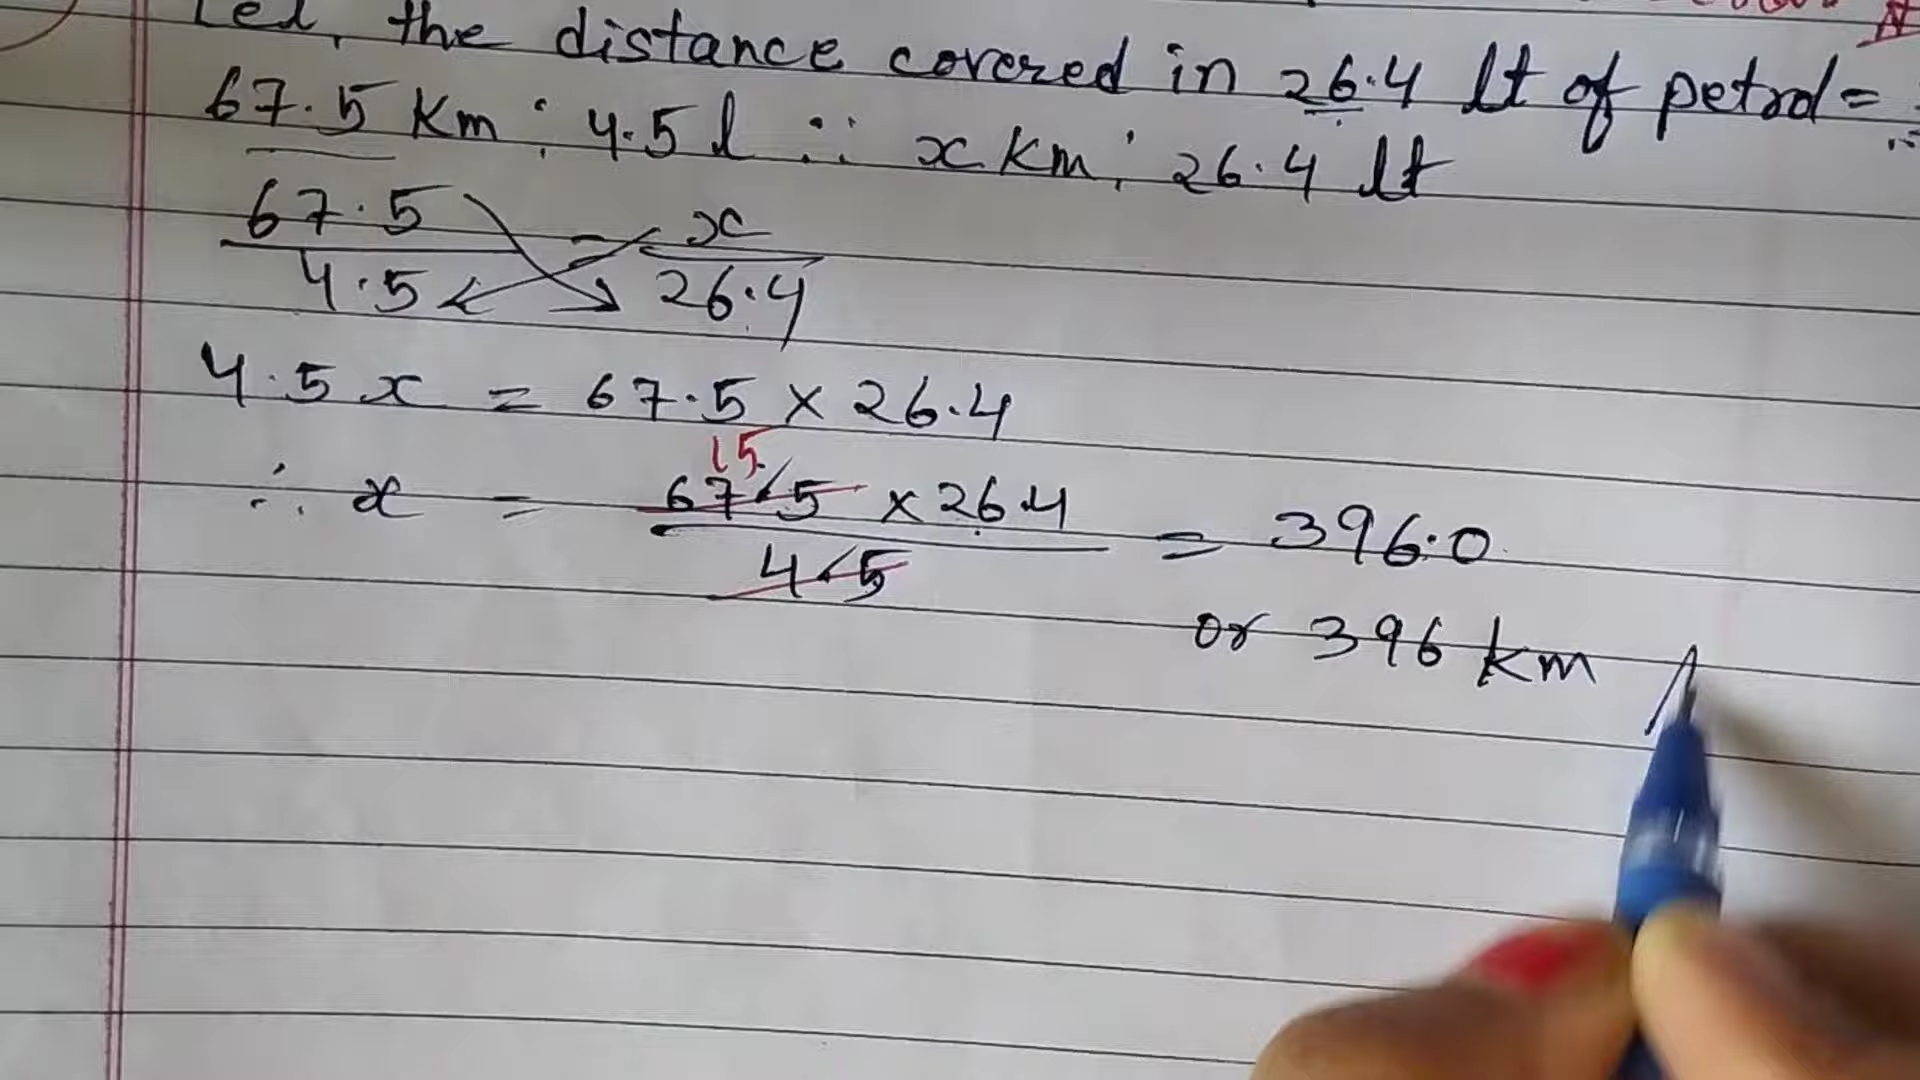 Let, the distance covered in 26.4 lt of petrol =
67.5 Km : 4.5 l :: x km : 26.4 lt
67.5 = x
4.5 26.4
4.5 x = 67.5 × 26.4
15
∴ x = 67.5 × 26.4 = 396.0
4.5
or 396 km